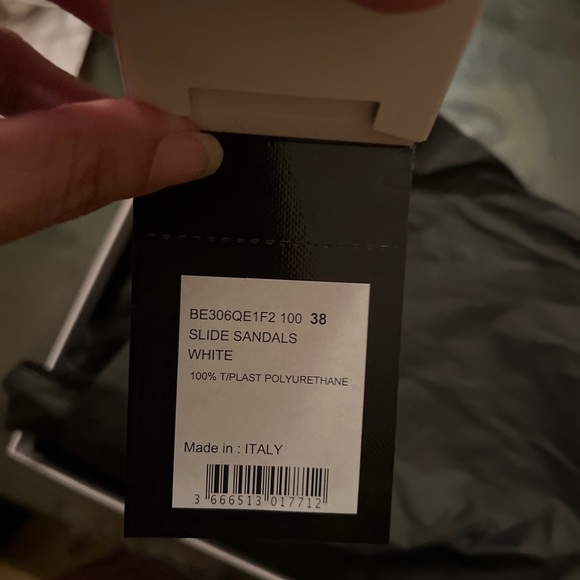 BE306QE1F2 100 38
SLIDE SANDALS
WHITE
100% T/PLAST POLYURETHANE
Made in : ITALY
3 666513 017712